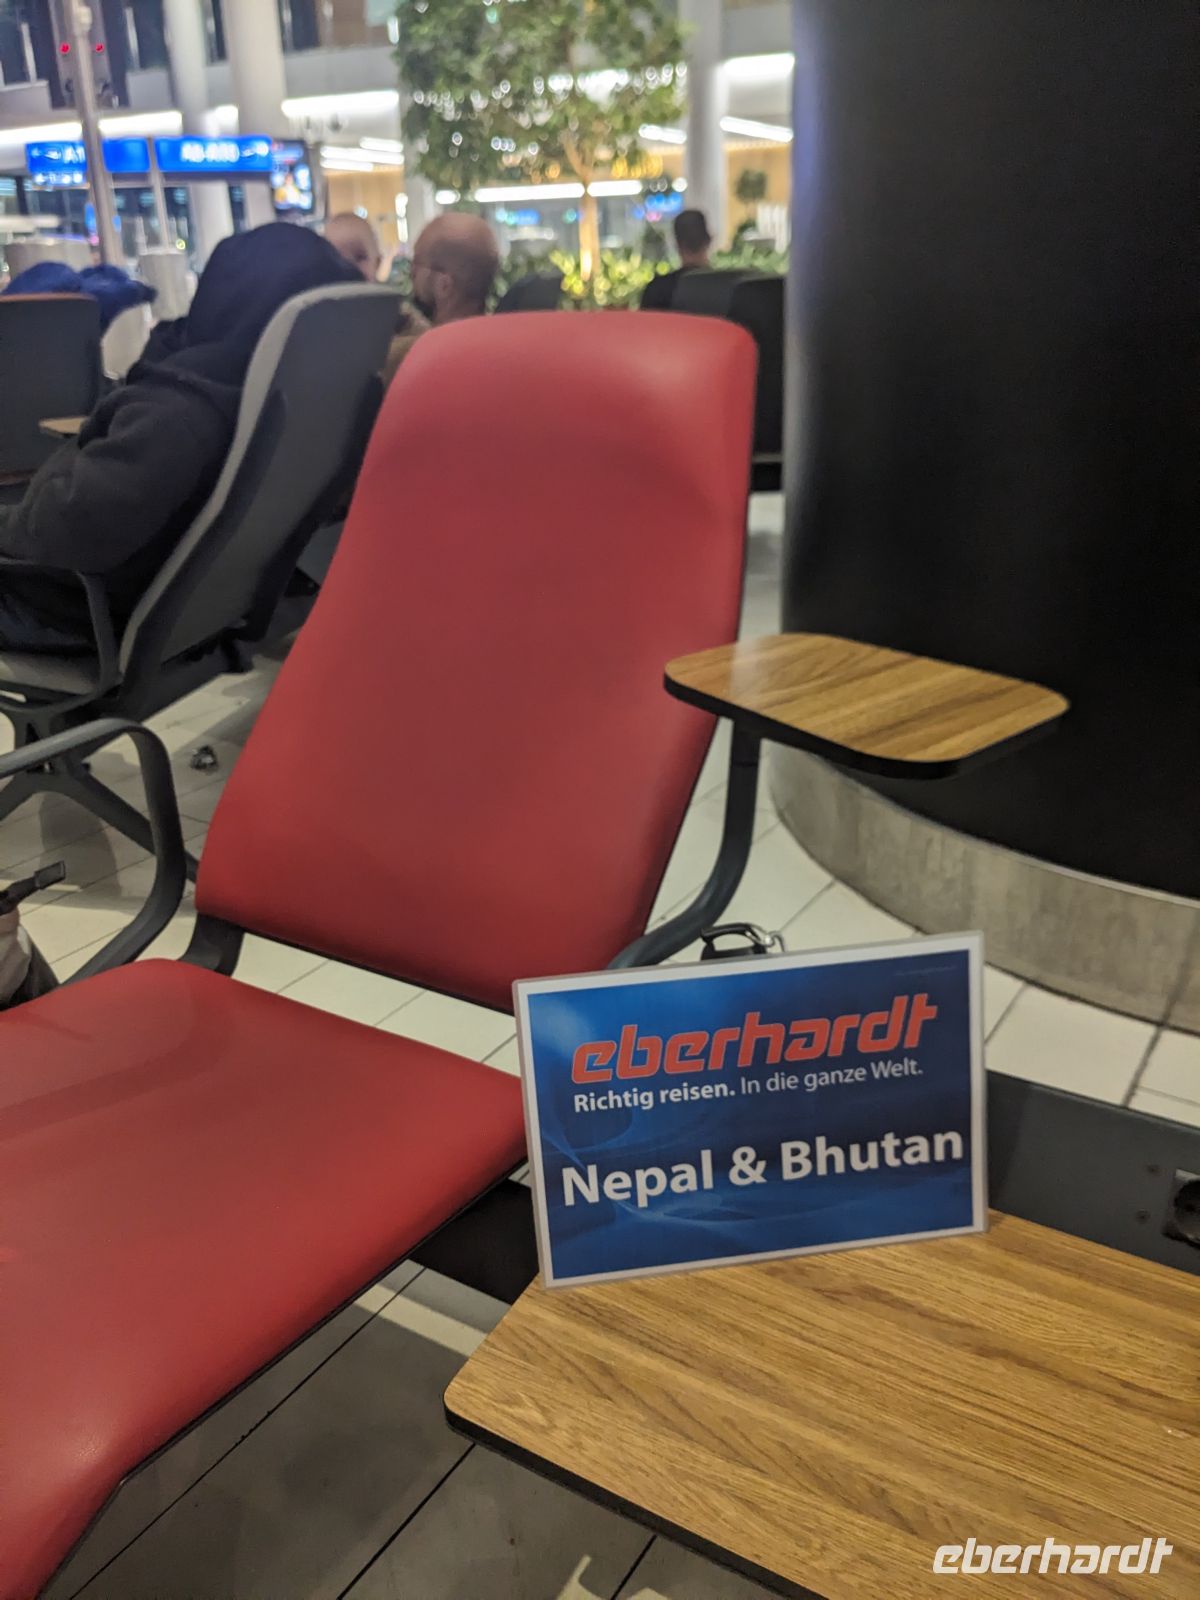 eberhardt
Richtig reisen. In die ganze Welt.
Nepal & Bhutan
eberhardt